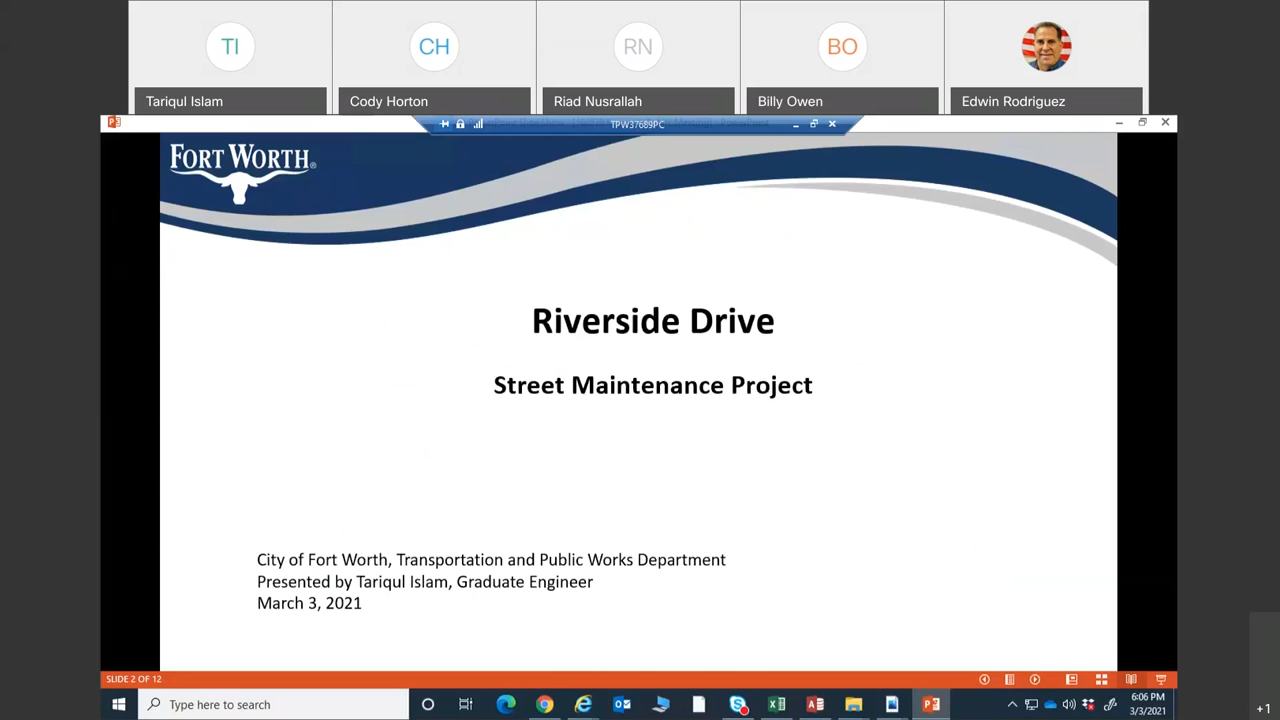 TI
CH
RN
BO
Tariqul Islam
Cody Horton
Riad Nusrallah
Billy Owen
Edwin Rodriguez
TPW37689PC
FORT WORTH®
Riverside Drive
Street Maintenance Project
City of Fort Worth, Transportation and Public Works Department
Presented by Tariqul Islam, Graduate Engineer
March 3, 2021
SLIDE 2 OF 12
Type here to search
6:06 PM
3/3/2021
+1